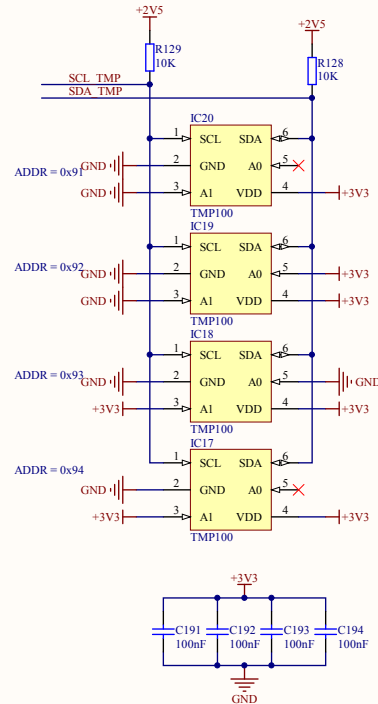 +2V5
+2V5
R129
10K
R128
10K
SCL_TMP
SDA_TMP
IC20
1 SCL SDA 6
GND 2 GND A0 5
ADDR = 0x91
GND 3 A1 VDD 4 +3V3
TMP100
IC19
1 SCL SDA 6
ADDR = 0x92
GND 2 GND A0 5 +3V3
GND 3 A1 VDD 4 +3V3
TMP100
IC18
1 SCL SDA 6
ADDR = 0x93
GND 2 GND A0 5 GND
+3V3 3 A1 VDD 4 +3V3
TMP100
IC17
1 SCL SDA 6
ADDR = 0x94
GND 2 GND A0 5
+3V3 3 A1 VDD 4 +3V3
TMP100
+3V3
C191 C192 C193 C194
100nF 100nF 100nF 100nF
GND